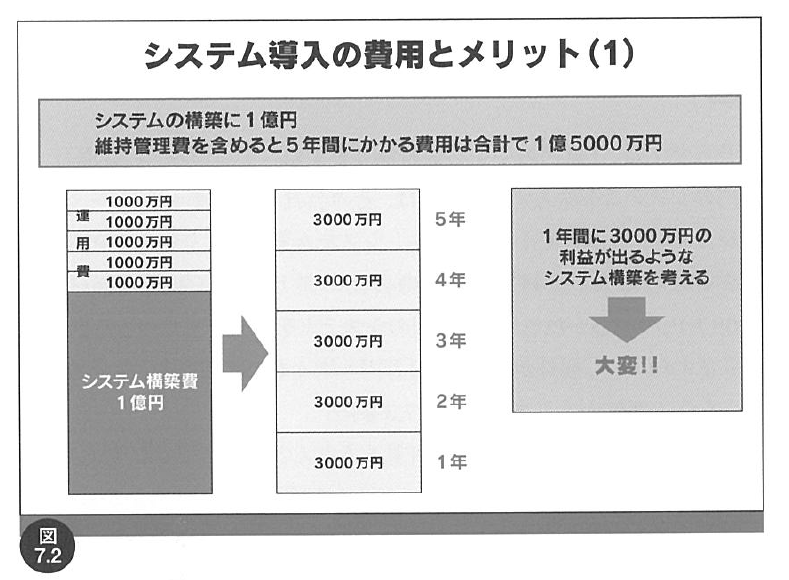 システム導入の費用とメリット（1）
システムの構築に1億円
維持管理費を含めると5年間にかかる費用は合計で1億5000万円
運用費
1000万円
1000万円
1000万円
1000万円
1000万円
システム構築費
1億円
3000万円
5年
3000万円
4年
3000万円
3年
3000万円
2年
3000万円
1年
1年間に3000万円の
利益が出るような
システム構築を考える
大変!!
図
7.2